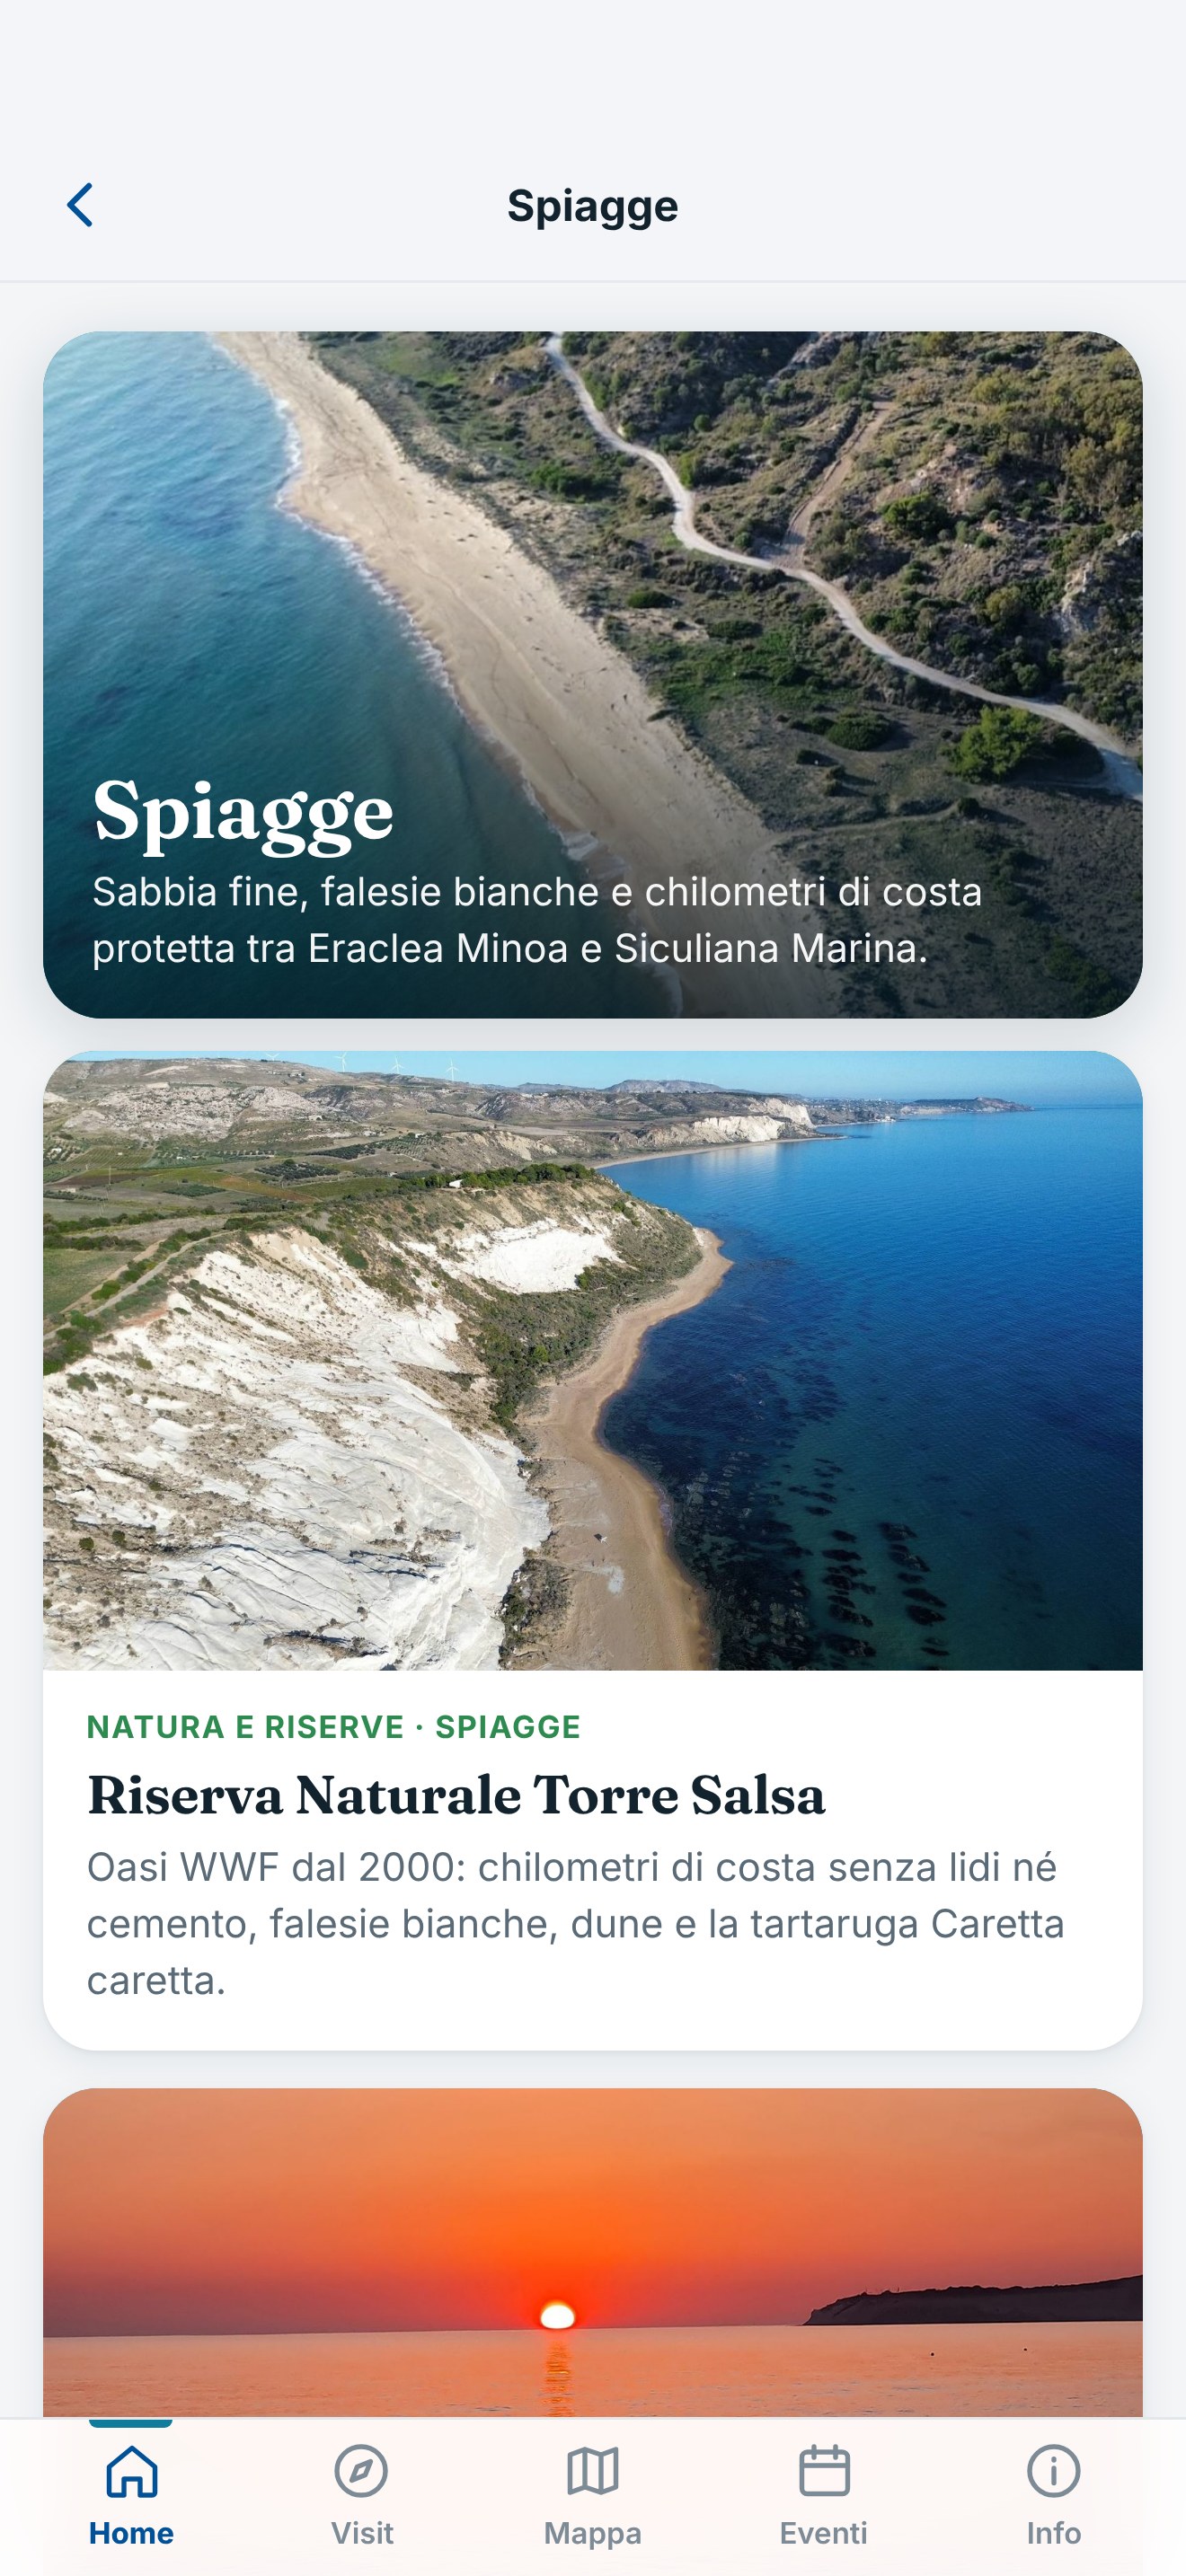 Spiagge
Spiagge
Sabbia fine, falesie bianche e chilometri di costa
protetta tra Eraclea Minoa e Siculiana Marina.
NATURA E RISERVE · SPIAGGE
Riserva Naturale Torre Salsa
Oasi WWF dal 2000: chilometri di costa senza lidi né
cemento, falesie bianche, dune e la tartaruga Caretta
caretta.
Home
Visit
Mappa
Eventi
Info